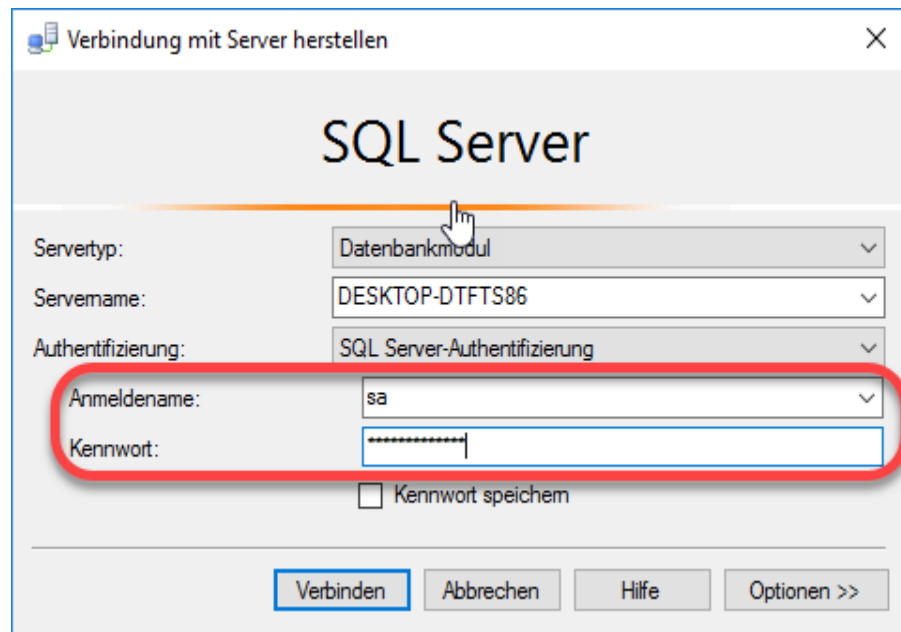 Verbindung mit Server herstellen
SQL Server
Servertyp: Datenbankmodul
Servername: DESKTOP-DTFTS86
Authentifizierung: SQL Server-Authentifizierung
Anmeldename: sa
Kennwort: *************
Kennwort speichern
Verbinden Abbrechen Hilfe Optionen >>